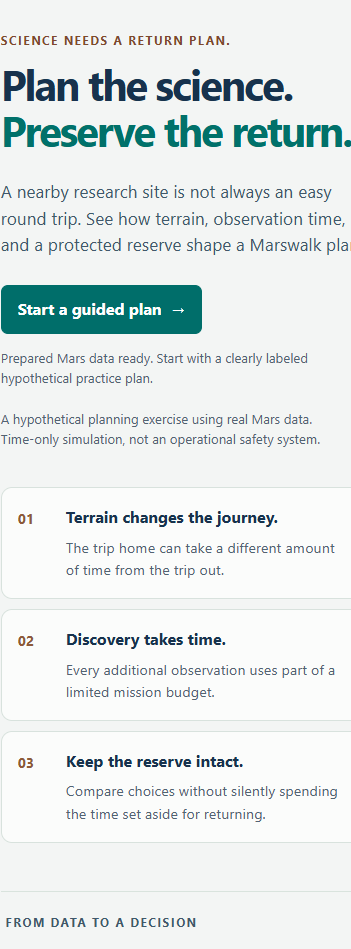 SCIENCE NEEDS A RETURN PLAN.
Plan the science.
Preserve the return.
A nearby research site is not always an easy
round trip. See how terrain, observation time,
and a protected reserve shape a Marswalk
Start a guided plan →
Prepared Mars data ready. Start with a clearly labeled
hypothetical practice plan.
A hypothetical planning exercise using real Mars data.
Time-only simulation, not an operational safety system.
01 Terrain changes the journey.
The trip home can take a different amount
of time from the trip out.
02 Discovery takes time.
Every additional observation uses part of a
limited mission budget.
03 Keep the reserve intact.
Compare choices without silently spending
the time set aside for returning.
FROM DATA TO A DECISION